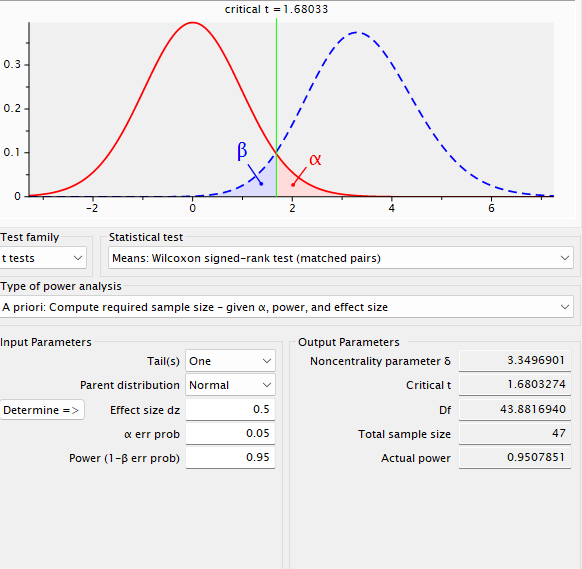 critical t = 1.68033
0.3
0.2
β
α
0.1
0
-2
0
2
4
6
Test family
Statistical test
t tests
Means: Wilcoxon signed-rank test (matched pairs)
Type of power analysis
A priori: Compute required sample size - given α, power, and effect size
Input Parameters
Output Parameters
Tail(s)
One
Noncentrality parameter δ
3.3496901
Parent distribution
Normal
Critical t
1.6803274
Determine =>
Effect size dz
0.5
Df
43.8816940
α err prob
0.05
Total sample size
47
Power (1-β err prob)
0.95
Actual power
0.9507851